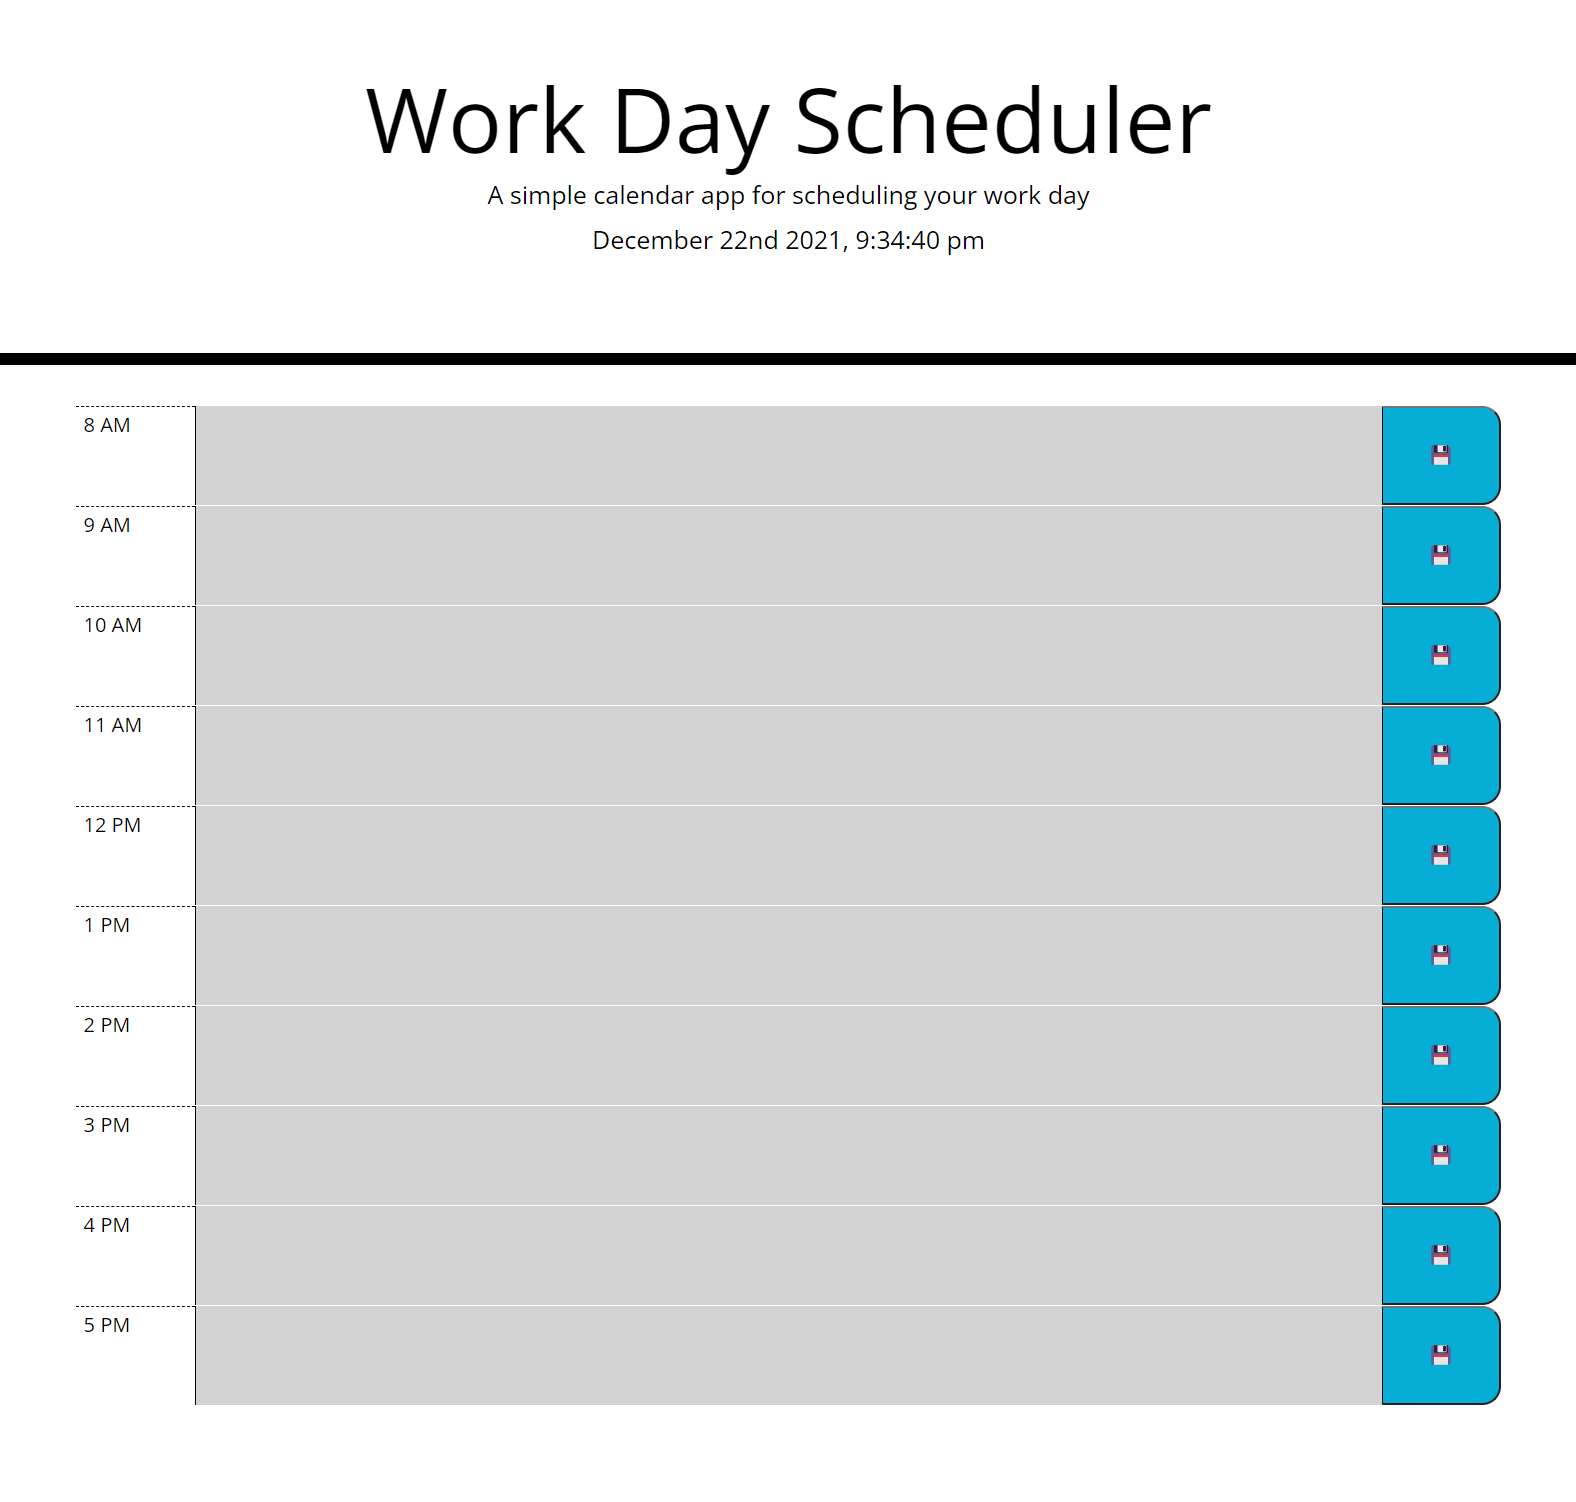 Work Day Scheduler
A simple calendar app for scheduling your work day
December 22nd 2021, 9:34:40 pm
8 AM
9 AM
10 AM
11 AM
12 PM
1 PM
2 PM
3 PM
4 PM
5 PM